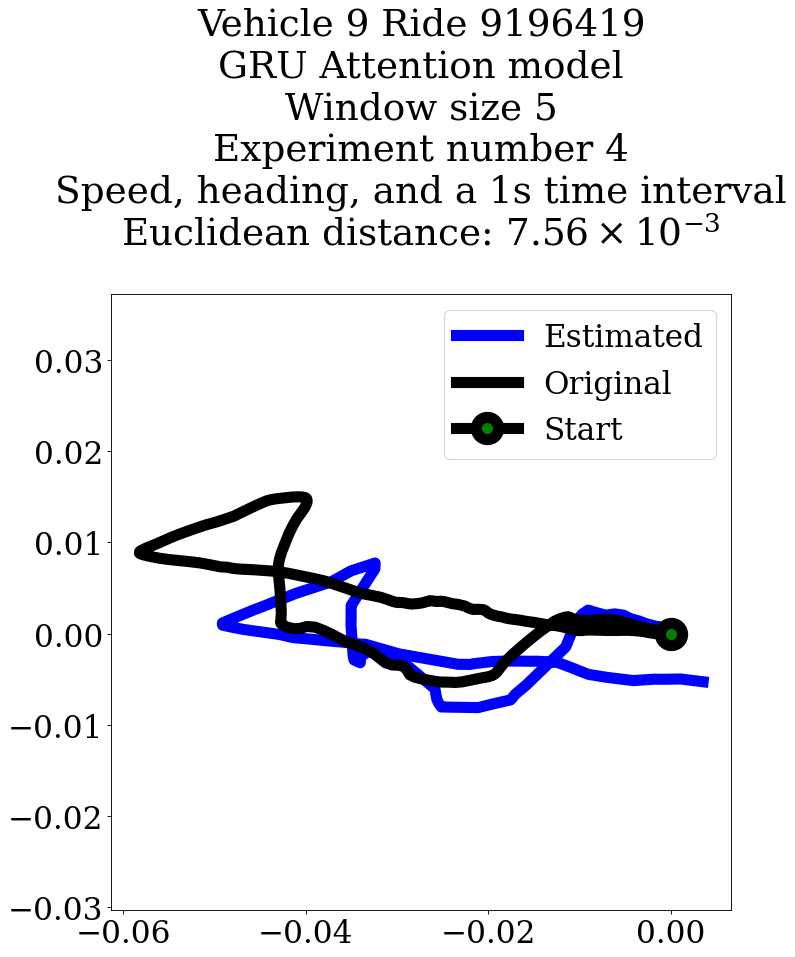 Vehicle 9 Ride 9196419
GRU Attention model
Window size 5
Experiment number 4
Speed, heading, and a 1s time interval
Euclidean distance: 7.56 × 10⁻³
Estimated
Original
Start
0.03
0.02
0.01
0.00
−0.01
−0.02
−0.03
−0.06 −0.04 −0.02 0.00